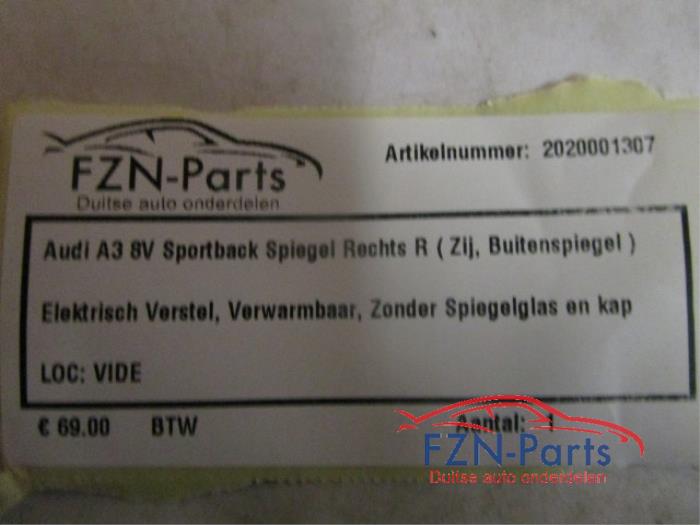 FZN-Parts
Duitse auto onderdelen
Artikelnummer: 2020001307
Audi A3 8V Sportback Spiegel Rechts R ( Zij, Buitenspiegel )
Elektrisch Verstel, Verwarmbaar, Zonder Spiegelglas en kap
LOC: VIDE
€ 69.00 BTW Aantal: 1
FZN-Parts
Duitse auto onderdelen